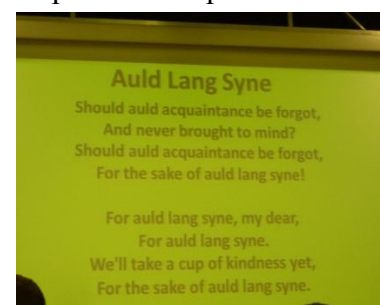 Auld Lang Syne
Should auld acquaintance be forgot,
And never brought to mind?
Should auld acquaintance be forgot,
For the sake of auld lang syne!
For auld lang syne, my dear,
For auld lang syne.
We'll take a cup of kindness yet,
For the sake of auld lang syne.